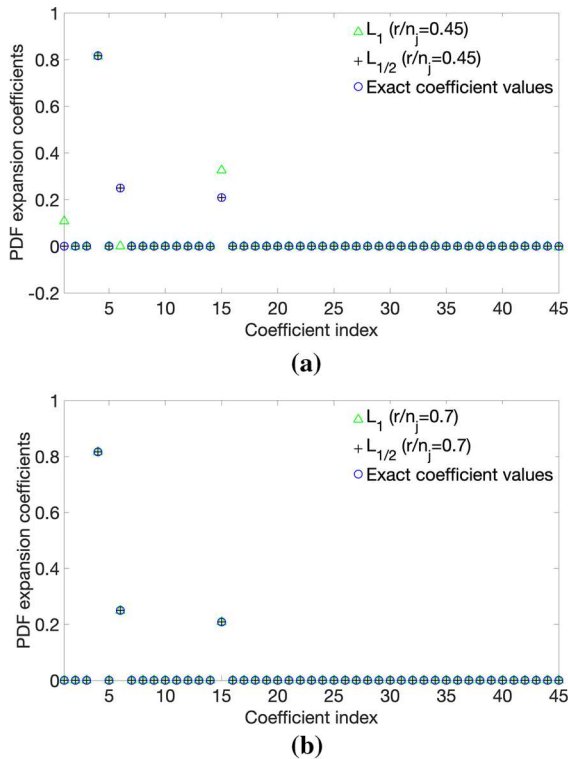 1
0.8
0.6
0.4
0.2
0
-0.2
PDF expansion coefficients
L1 (r/nj=0.45)
L1/2 (r/nj=0.45)
Exact coefficient values
5 10 15 20 25 30 35 40 45
Coefficient index
(a)
1
0.8
0.6
0.4
0.2
0
PDF expansion coefficients
L1 (r/nj=0.7)
L1/2 (r/nj=0.7)
Exact coefficient values
5 10 15 20 25 30 35 40 45
Coefficient index
(b)